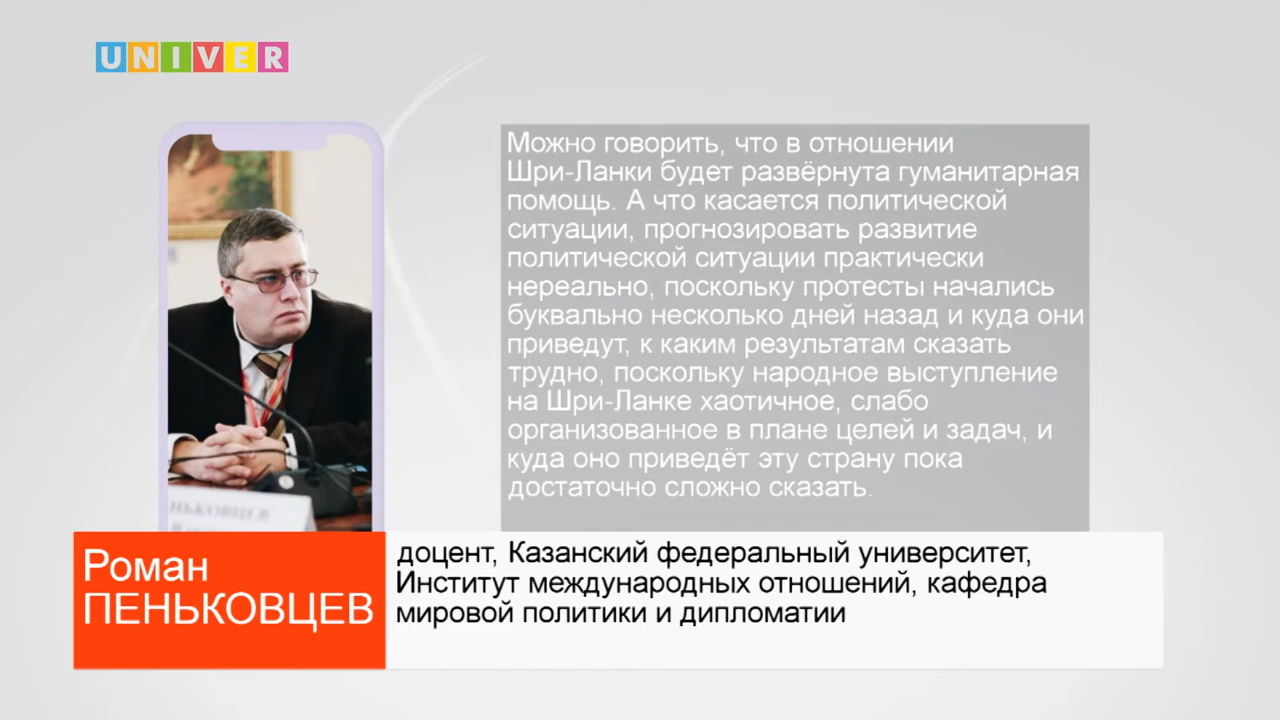 UNIVER
Можно говорить, что в отношении
Шри-Ланки будет развёрнута гуманитарная
помощь. А что касается политической
ситуации, прогнозировать развитие
политической ситуации практически
нереально, поскольку протесты начались
буквально несколько дней назад и куда они
приведут, к каким результатам сказать
трудно, поскольку народное выступление
на Шри-Ланке хаотичное, слабо
организованное в плане целей и задач, и
куда оно приведёт эту страну пока
достаточно сложно сказать.
Роман
ПЕНЬКОВЦЕВ
доцент, Казанский федеральный университет,
Институт международных отношений, кафедра
мировой политики и дипломатии